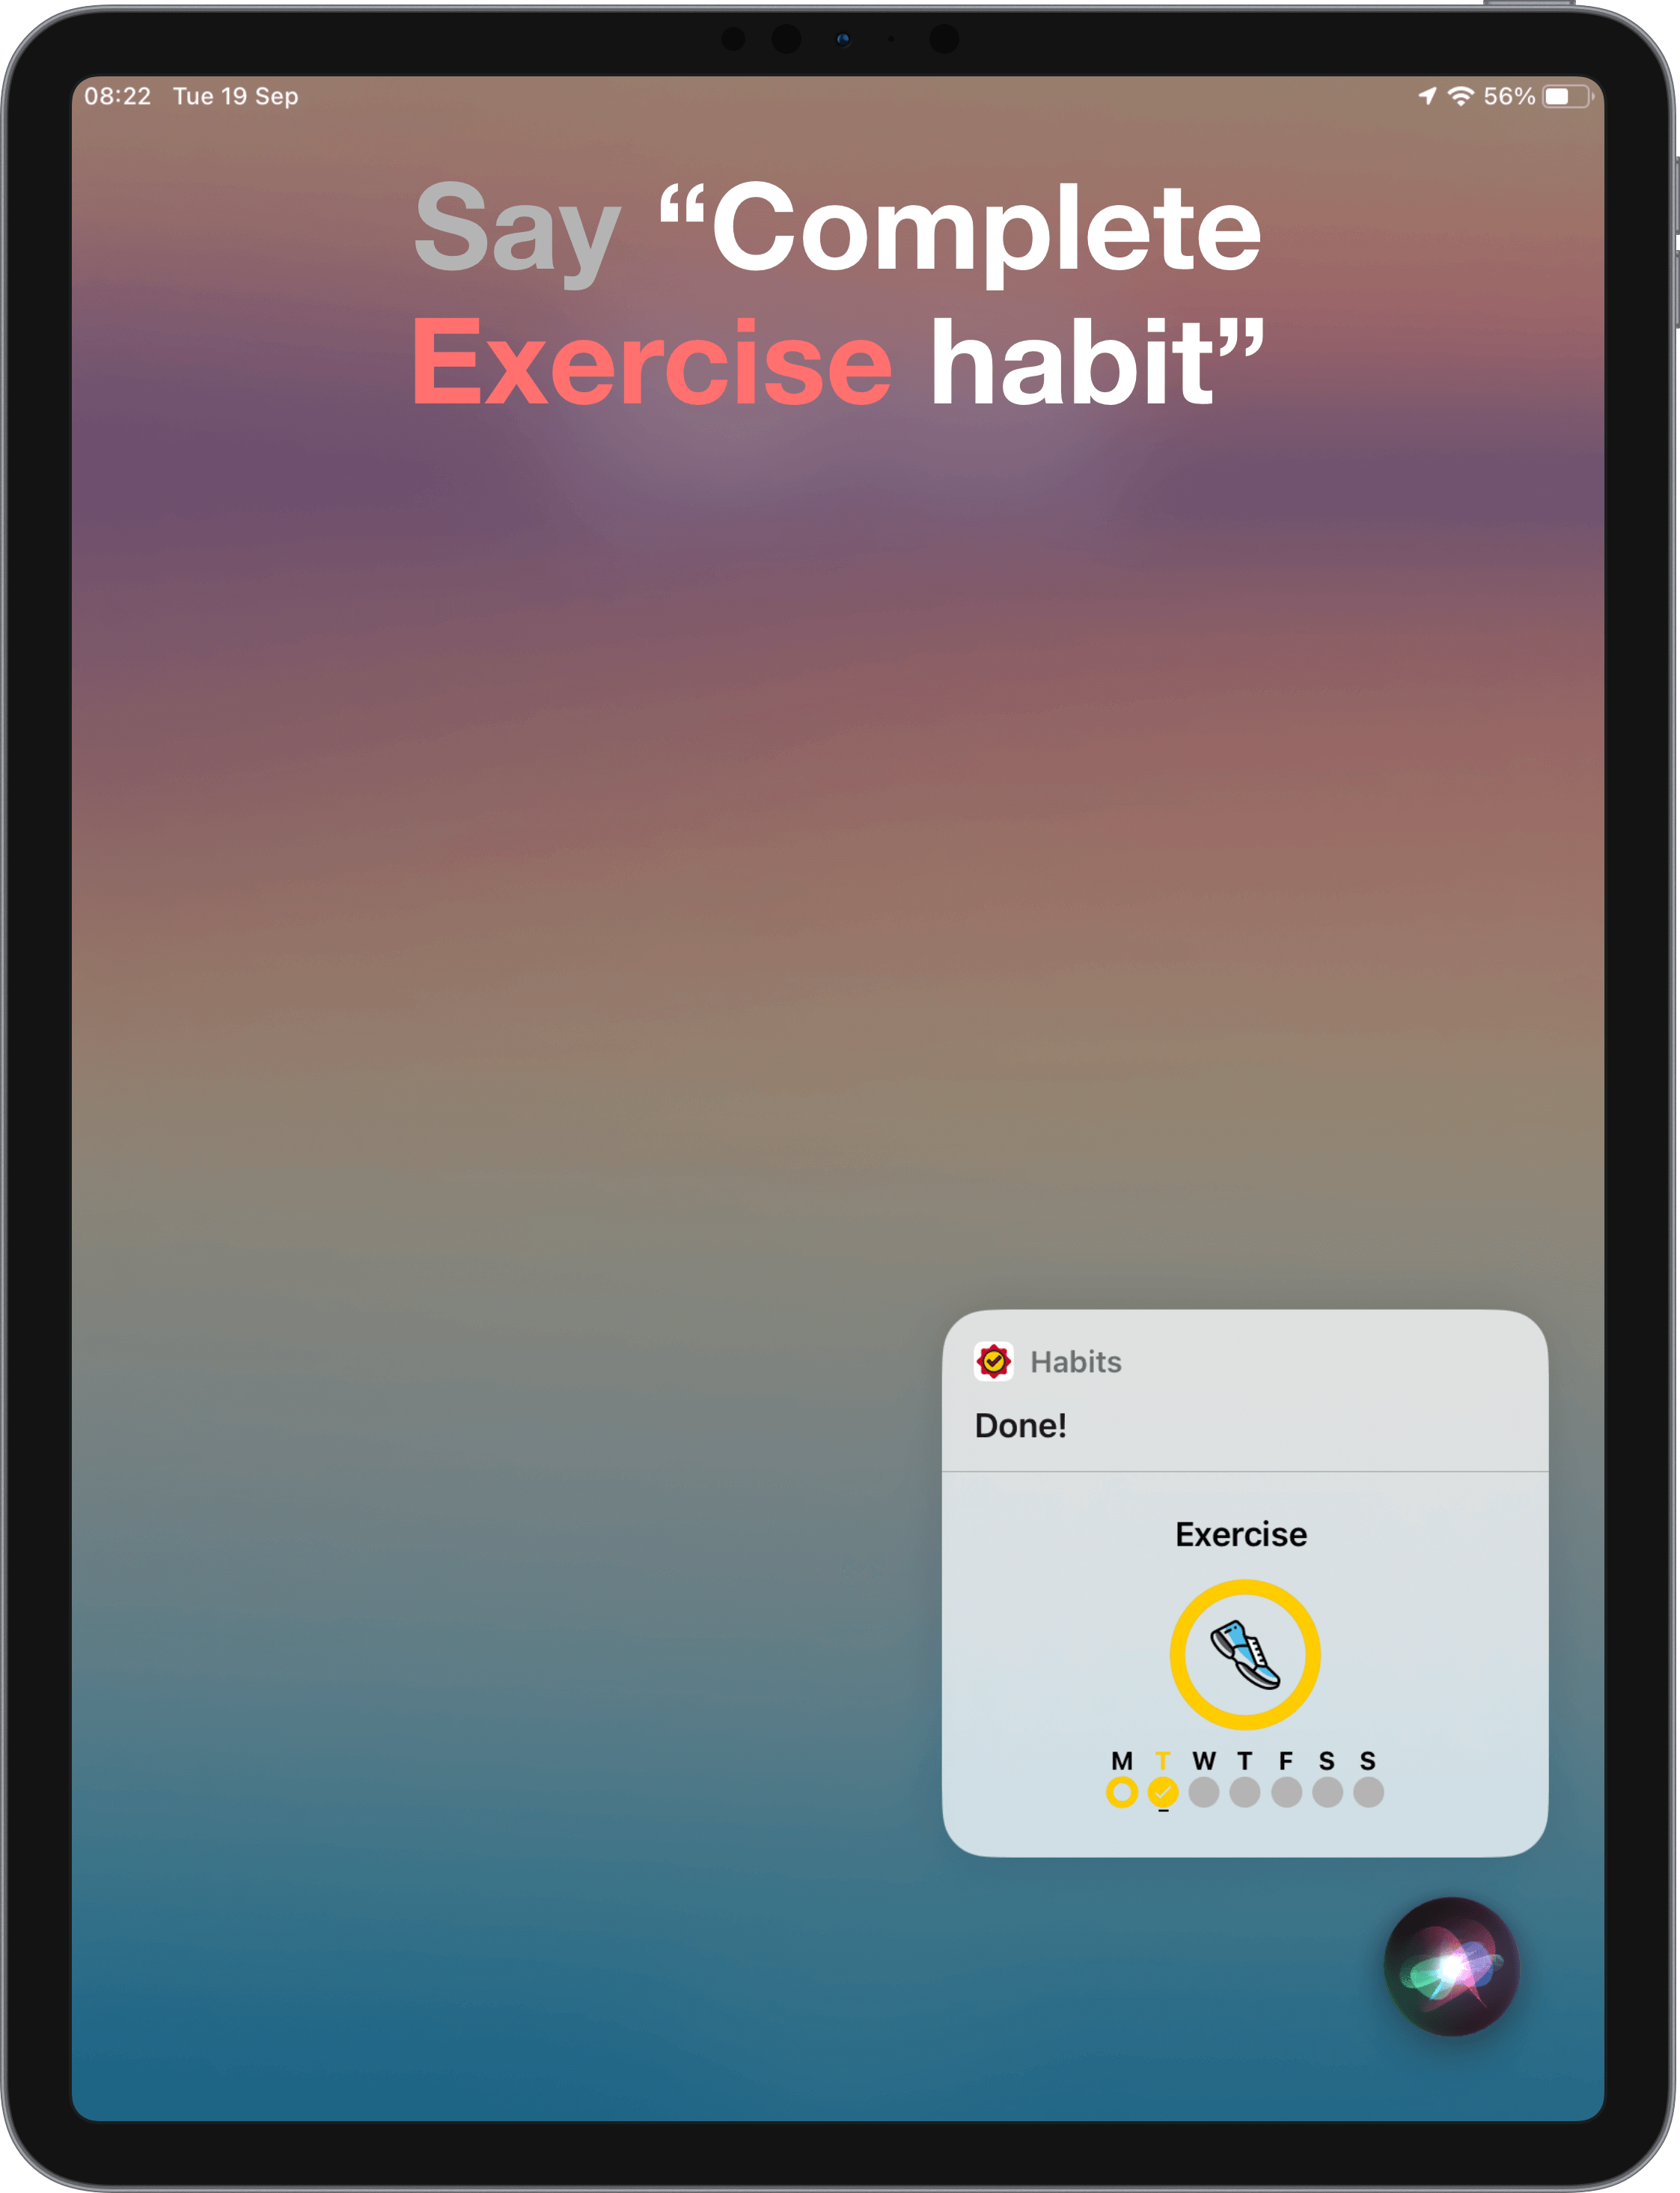 08:22 Tue 19 Sep
56%
Say “Complete
Exercise habit”
Habits
Done!
Exercise
M T W T F S S